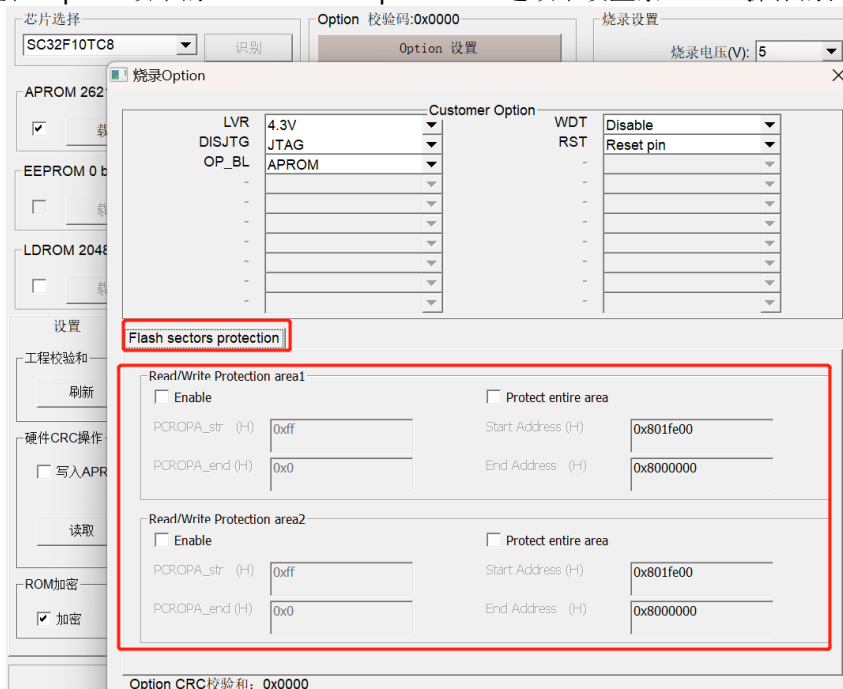 芯片选择
Option 校验码:0x0000
烧录设置
SC32F10TC8
识别
Option 设置
烧录电压(V): 5
烧录Option
APROM 262
Customer Option
LVR 4.3V
WDT Disable
DISJTG JTAG
RST Reset pin
OP_BL APROM
EEPROM 0 b
LDROM 2048
设置
Flash sectors protection
工程校验和
刷新
Read/Write Protection area1
Enable
Protect entire area
PCROPA_str (H) 0xff
Start Address (H) 0x801fe00
硬件CRC操作
PCROPA_end (H) 0x0
End Address (H) 0x8000000
写入APR
Read/Write Protection area2
读取
Enable
Protect entire area
PCROPA_str (H) 0xff
Start Address (H) 0x801fe00
ROM加密
PCROPA_end (H) 0x0
End Address (H) 0x8000000
加密
Option CRC校验和: 0x0000